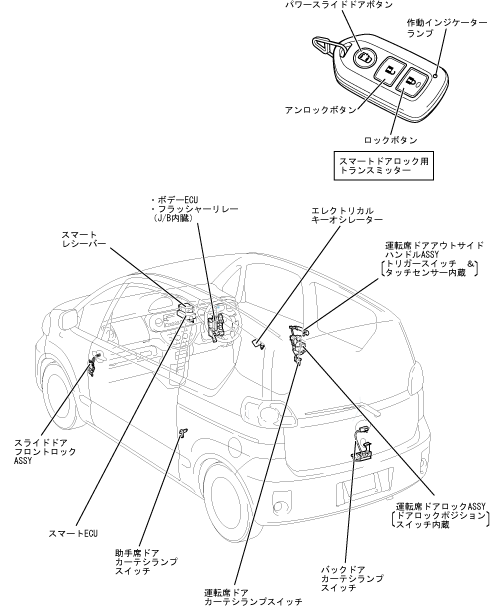 パワースライドドアボタン
作動インジケーター
ランプ
アンロックボタン
ロックボタン
スマートドアロック用
トランスミッター
・ボデーECU
・フラッシャーリレー
(J/B内臓)
エレクトリカル
キーオシレーター
スマート
レシーバー
運転席ドアアウトサイド
ハンドルASSY
トリガースイッチ &
タッチセンサー内蔵
スライドドア
フロントロック
ASSY
運転席ドアロックASSY
ドアロックポジション
スイッチ内蔵
スマートECU
助手席ドア
カーテシランプ
スイッチ
バックドア
カーテシランプ
スイッチ
運転席ドア
カーテシランプスイッチ